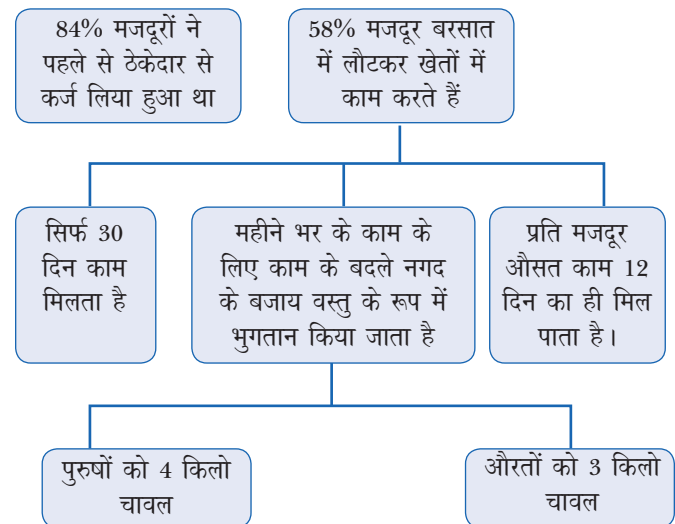 84% मजदूरों ने
पहले से ठेकेदार से
कर्ज लिया हुआ था
58% मजदूर बरसात
में लौटकर खेतों में
काम करते हैं
सिर्फ 30
दिन काम
मिलता है
महीने भर के काम के
लिए काम के बदले नगद
के बजाय वस्तु के रूप में
भुगतान किया जाता है
प्रति मजदूर
औसत काम 12
दिन का ही मिल
पाता है।
पुरुषों को 4 किलो
चावल
औरतों को 3 किलो
चावल